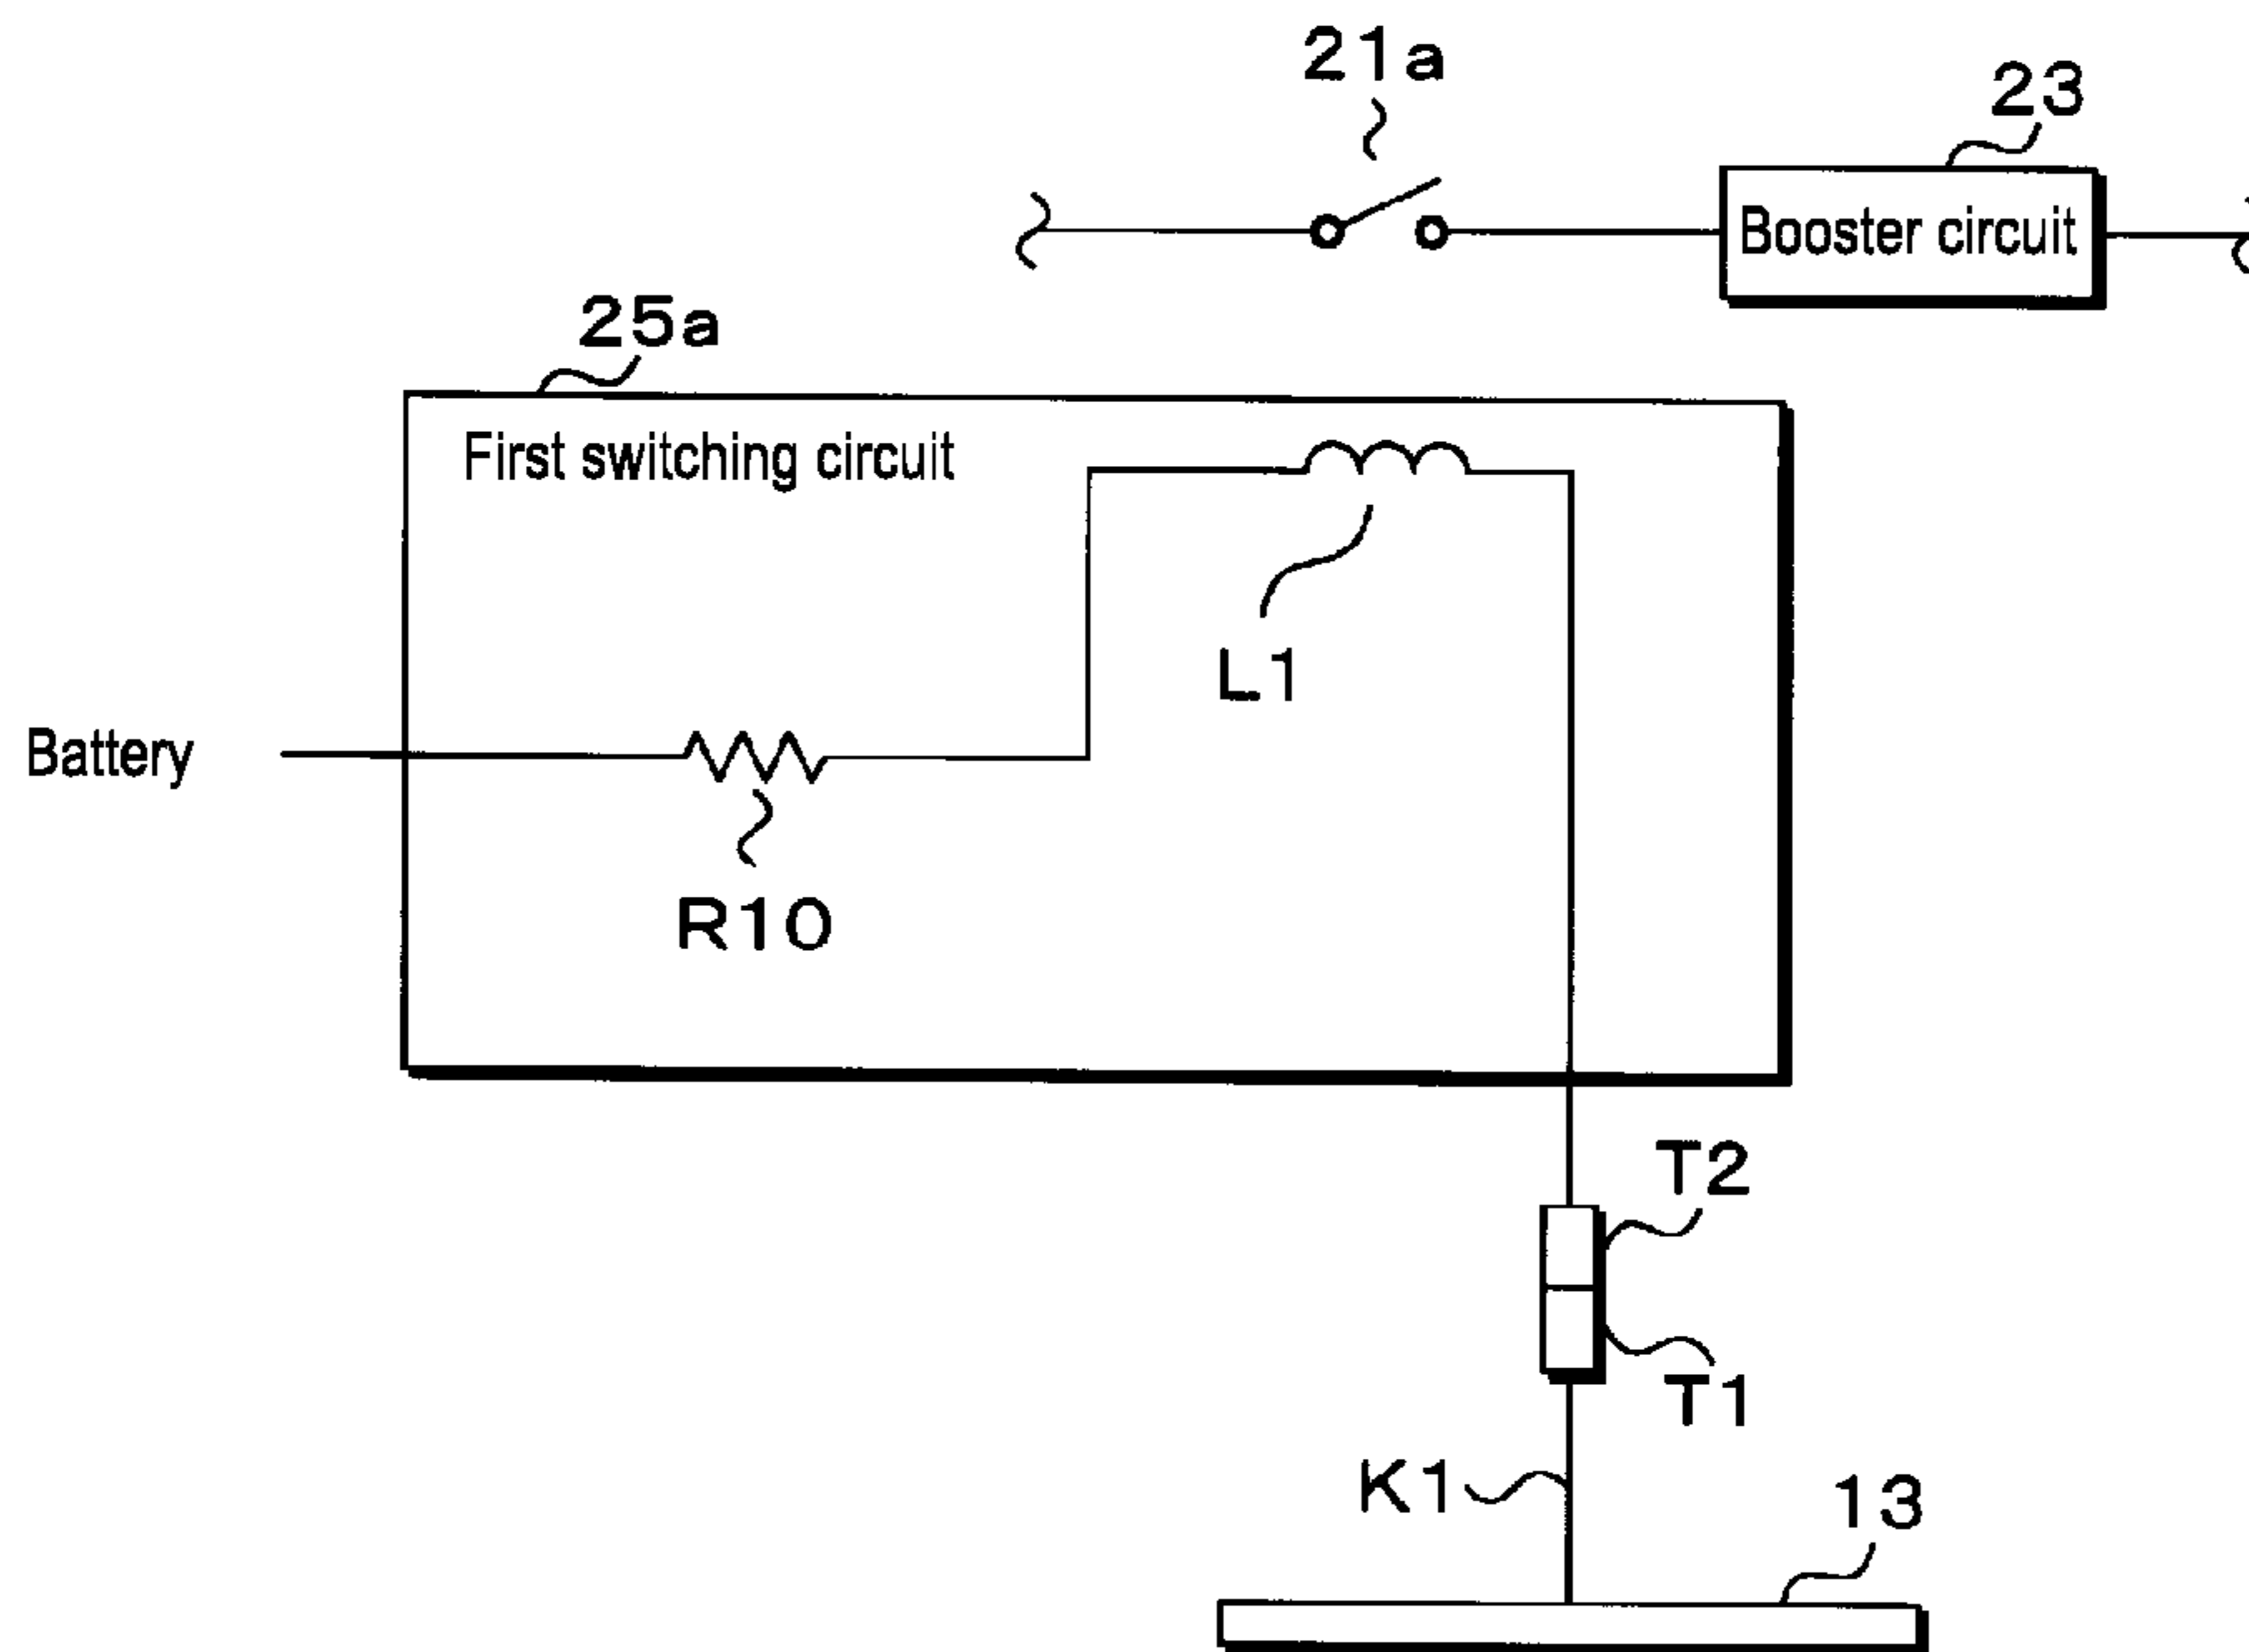 21a
23
Booster circuit
25a
First switching circuit
L1
Battery
R10
T2
T1
K1
13